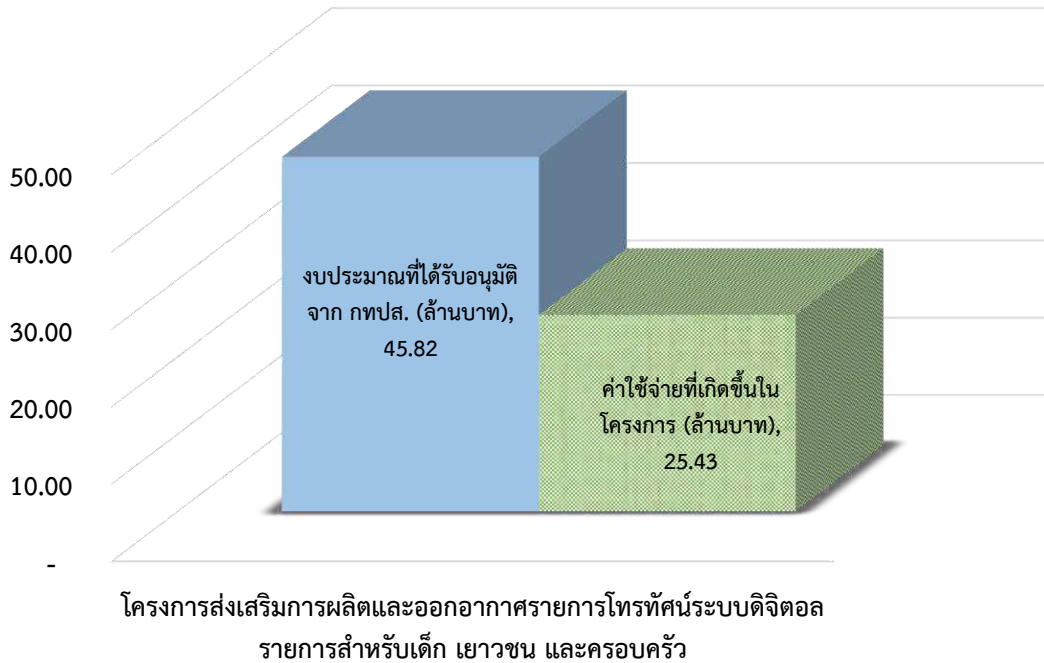 50.00
40.00
30.00
20.00
10.00
-
งบประมาณที่ได้รับอนุมัติ
จาก กทปส. (ล้านบาท),
45.82
ค่าใช้จ่ายที่เกิดขึ้นใน
โครงการ (ล้านบาท),
25.43
โครงการส่งเสริมการผลิตและออกอากาศรายการโทรทัศน์ระบบดิจิตอล
รายการสำหรับเด็ก เยาวชน และครอบครัว